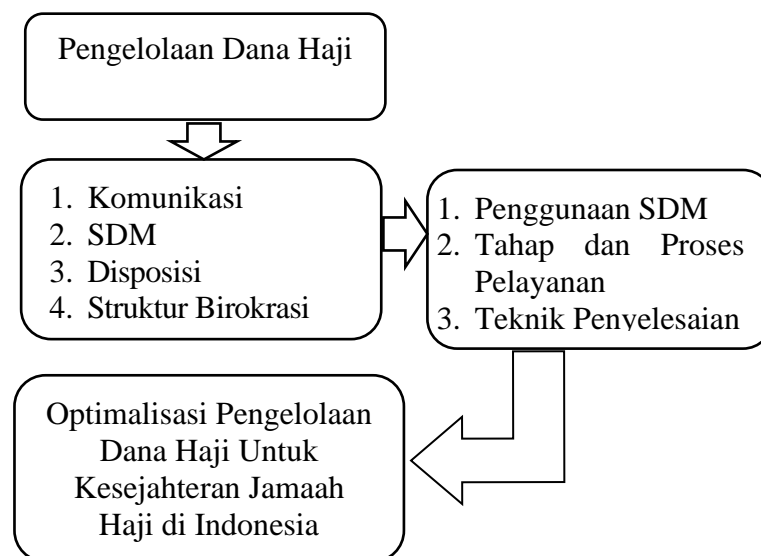 Pengelolaan Dana Haji
1. Komunikasi
2. SDM
3. Disposisi
4. Struktur Birokrasi
1. Penggunaan SDM
2. Tahap dan Proses
Pelayanan
3. Teknik Penyelesaian
Optimalisasi Pengelolaan
Dana Haji Untuk
Kesejahteran Jamaah
Haji di Indonesia